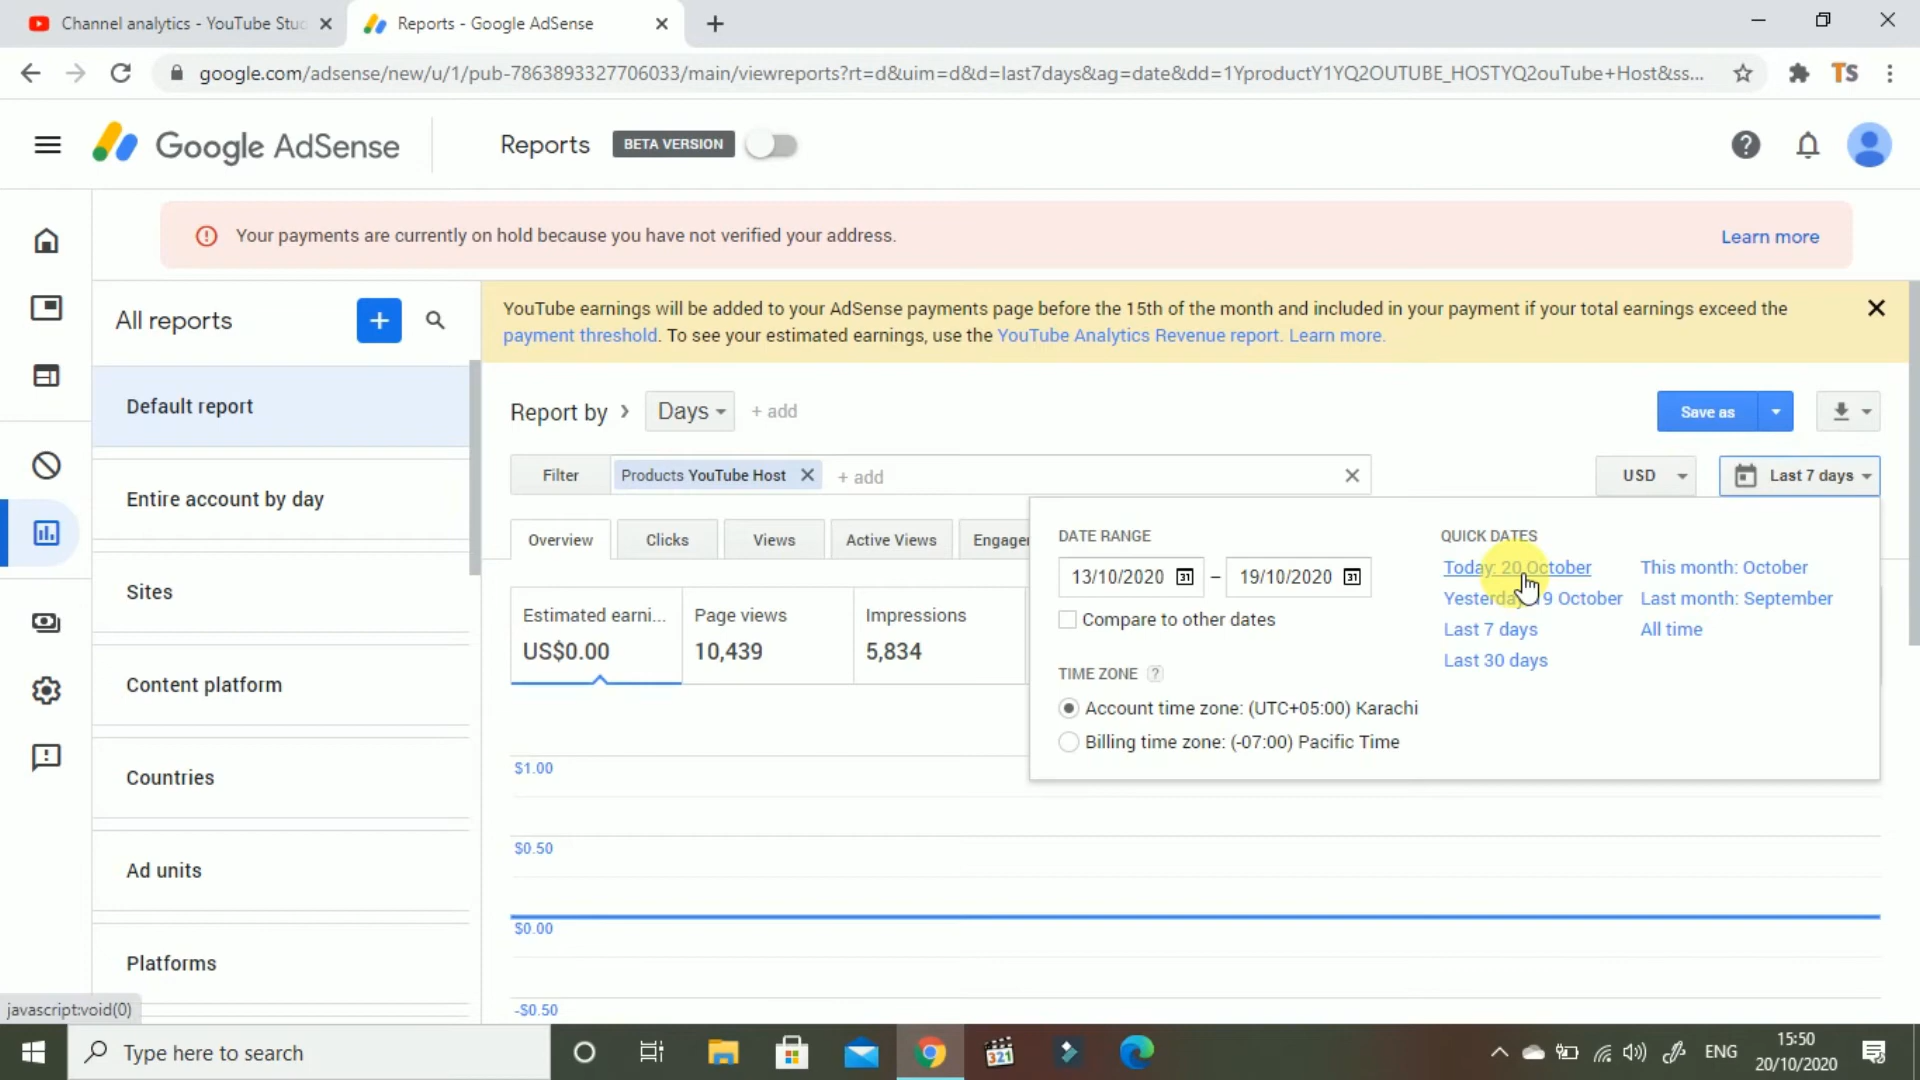 Channel analytics - YouTube Stud
Reports - Google AdSense
google.com/adsense/new/u/1/pub-7863893327706033/main/viewreports?rt=d&uim=d&d=last7days&ag=date&dd=1YproductY1YQ2OUTUBE_HOSTYQ2ouTube+Host&ss...
TS
Google AdSense
Reports
BETA VERSION
Your payments are currently on hold because you have not verified your address.
Learn more
All reports
YouTube earnings will be added to your AdSense payments page before the 15th of the month and included in your payment if your total earnings exceed the
payment threshold. To see your estimated earnings, use the YouTube Analytics Revenue report. Learn more.
Default report
Entire account by day
Sites
Content platform
Countries
Ad units
Platforms
Report by
Days
+ add
Save as
Filter
Products YouTube Host
+ add
USD
Last 7 days
Overview
Clicks
Views
Active Views
Engage
DATE RANGE
13/10/2020
31
–
19/10/2020
31
Compare to other dates
TIME ZONE
?
Account time zone: (UTC+05:00) Karachi
Billing time zone: (-07:00) Pacific Time
QUICK DATES
Today: 20 October
9 October
Last 7 days
Last 30 days
This month: October
Last month: September
All time
Estimated earni...
US$0.00
Page views
10,439
Impressions
5,834
$1.00
$0.50
$0.00
-$0.50
javascript:void(0)
Type here to search
321
ENG
15:50
20/10/2020